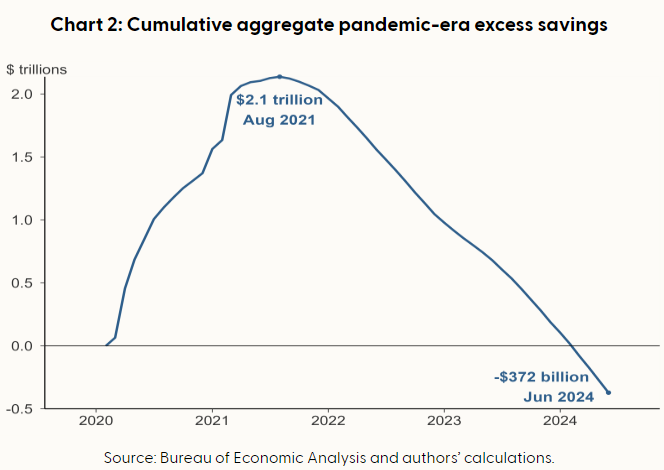 Chart 2: Cumulative aggregate pandemic-era excess savings
$ trillions
2.0
$2.1 trillion
Aug 2021
1.5
1.0
0.5
0.0
-$372 billion
Jun 2024
-0.5
2020 2021 2022 2023 2024
Source: Bureau of Economic Analysis and authors’ calculations.